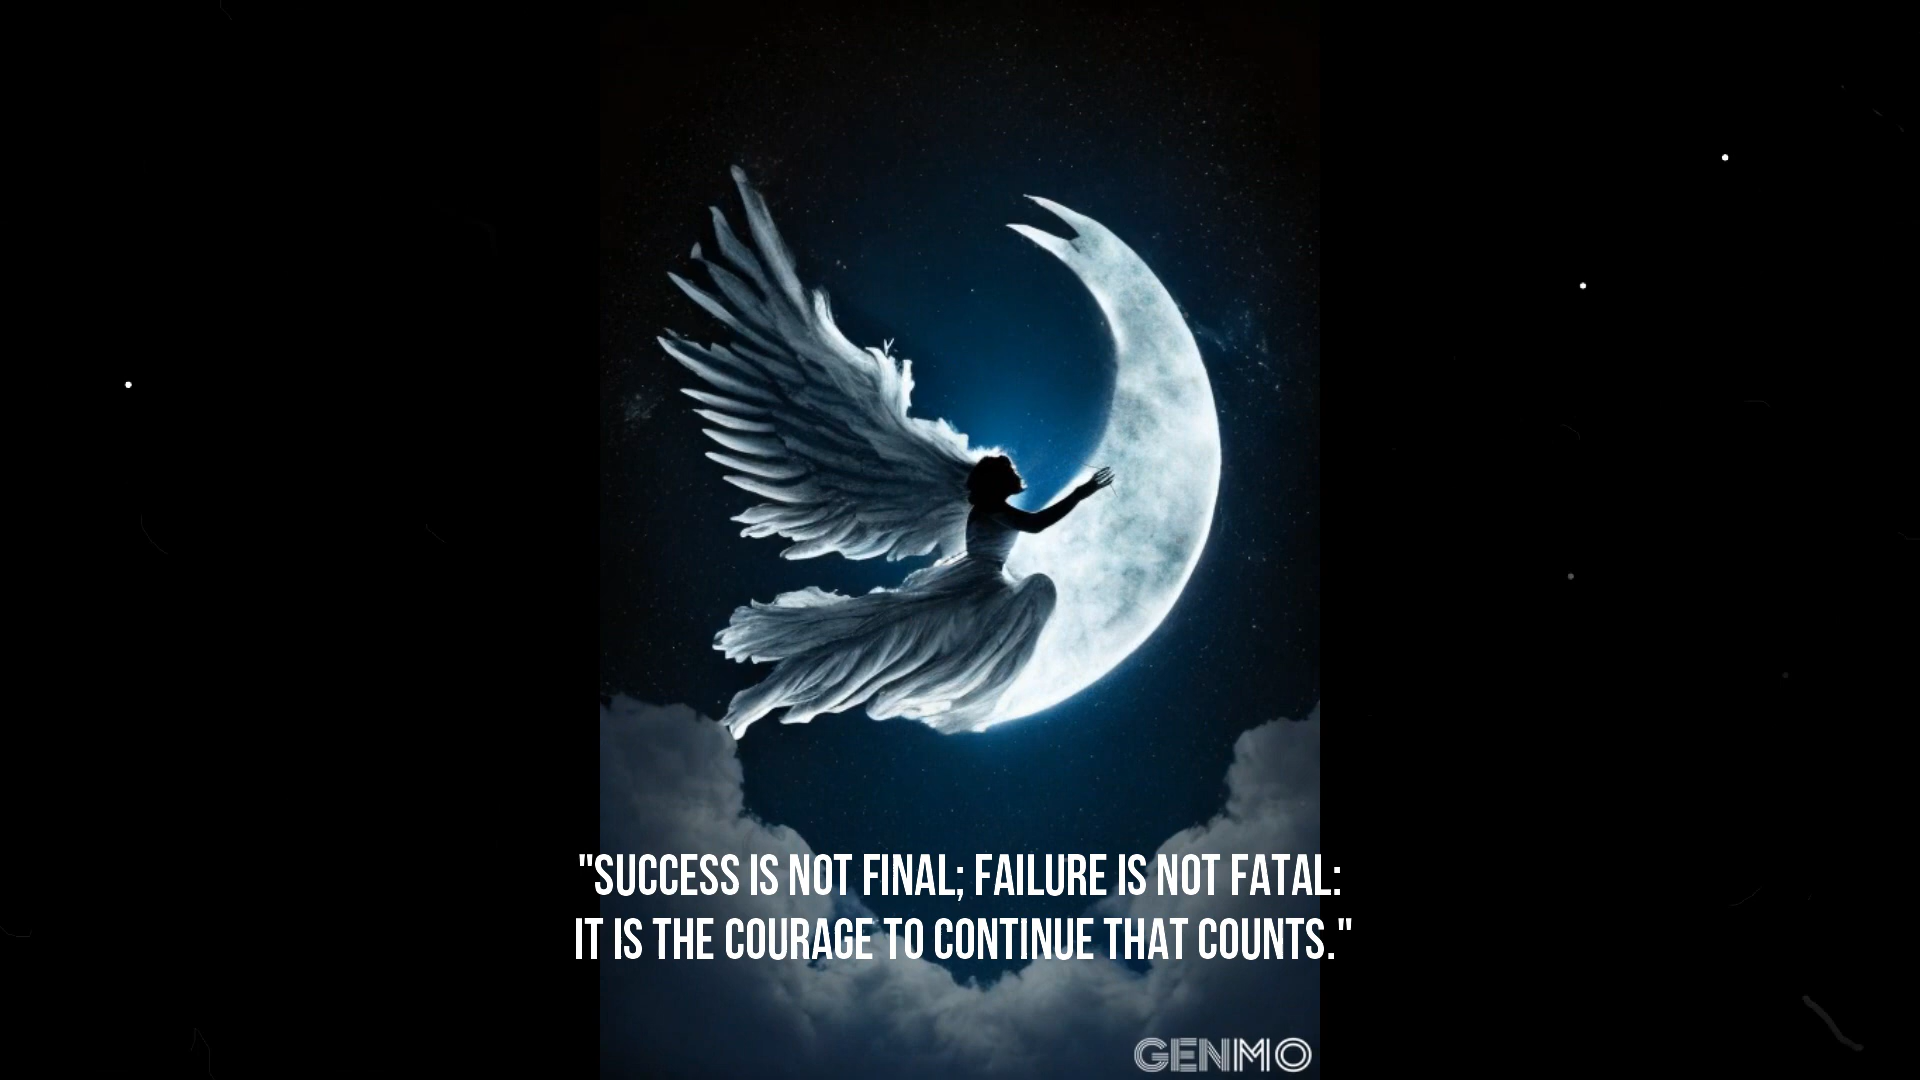 "SUCCESS IS NOT FINAL; FAILURE IS NOT FATAL:
IT IS THE COURAGE TO CONTINUE THAT COUNTS."
GENMO